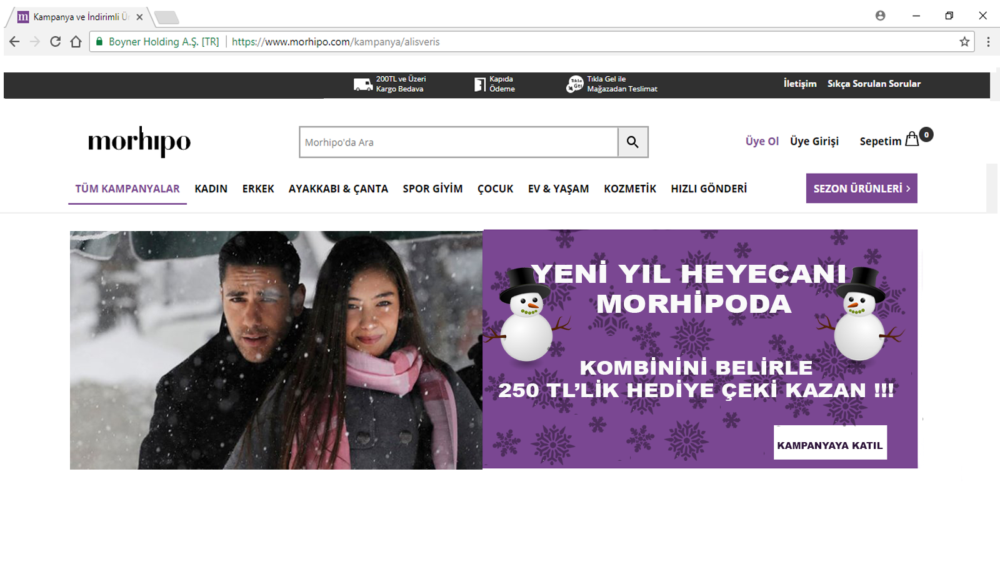 m Kampanya ve İndirimli Ür
Boyner Holding A.Ş. [TR] https://www.morhipo.com/kampanya/alisveris
200TL ve Üzeri
Kargo Bedava
Kapıda
Ödeme
Tıkla
Gel
Tıkla Gel ile
Mağazadan Teslimat
İletişim
Sıkça Sorulan Sorular
morhipo
Morhipo'da Ara
Üye Ol
Üye Girişi
Sepetim
0
TÜM KAMPANYALAR
KADIN
ERKEK
AYAKKABI & ÇANTA
SPOR GİYİM
ÇOCUK
EV & YAŞAM
KOZMETİK
HIZLI GÖNDERİ
SEZON ÜRÜNLERİ >
YENİ YIL HEYECANI
MORHİPODA
KOMBİNİNİ BELİRLE
250 TL’LİK HEDİYE ÇEKİ KAZAN !!!
KAMPANYAYA KATIL